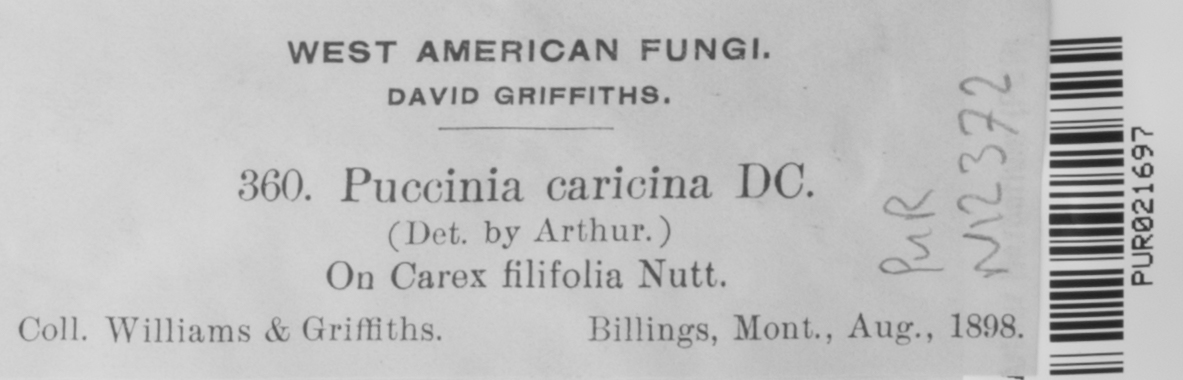 WEST AMERICAN FUNGI.
DAVID GRIFFITHS.
360. Puccinia caricina DC.
(Det. by Arthur.)
On Carex filifolia Nutt.
Coll. Williams & Griffiths. Billings, Mont., Aug., 1898.
PUR
N12372
PUR021697